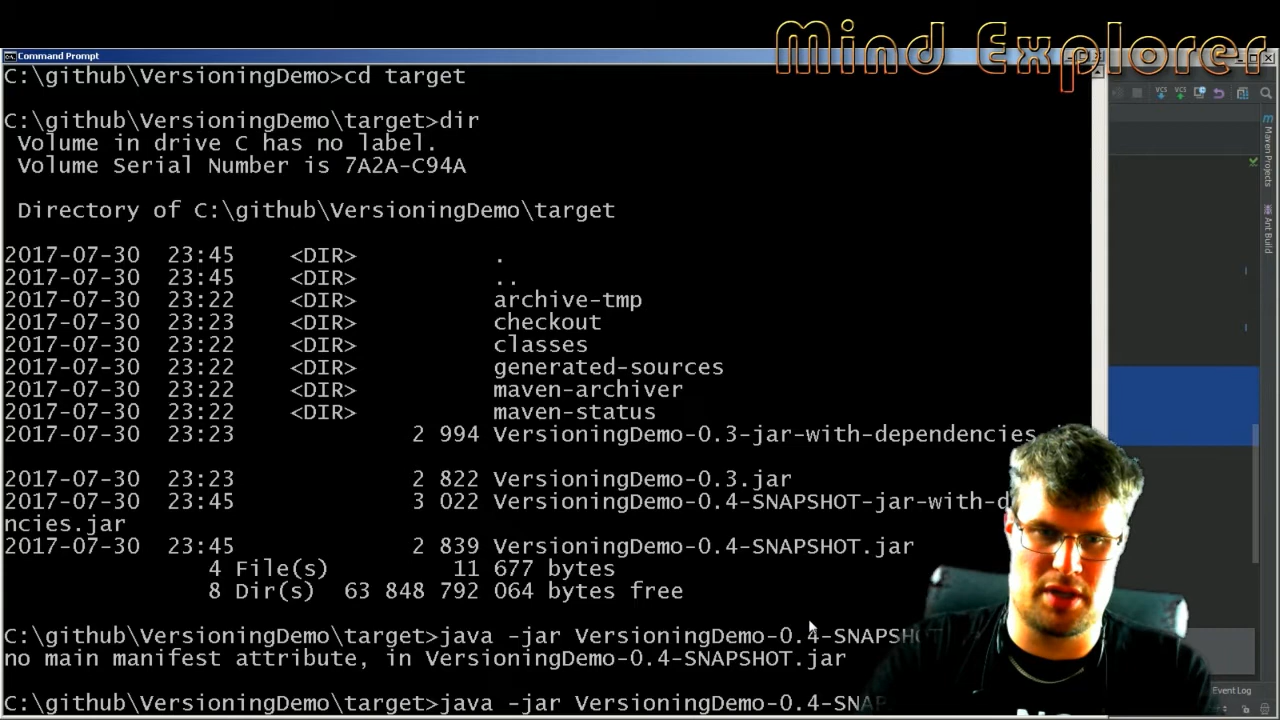 Mind Explorer
Command Prompt
C:\github\VersioningDemo>cd target
C:\github\VersioningDemo\target>dir
Volume in drive C has no label.
Volume Serial Number is 7A2A-C94A
Directory of C:\github\VersioningDemo\target
2017-07-30 23:45 <DIR> .
2017-07-30 23:45 <DIR> ..
2017-07-30 23:22 <DIR> archive-tmp
2017-07-30 23:23 <DIR> checkout
2017-07-30 23:22 <DIR> classes
2017-07-30 23:22 <DIR> generated-sources
2017-07-30 23:22 <DIR> maven-archiver
2017-07-30 23:22 <DIR> maven-status
2017-07-30 23:23 2 994 VersioningDemo-0.3-jar-with-dependencies.
2017-07-30 23:23 2 822 VersioningDemo-0.3.jar
2017-07-30 23:45 3 022 VersioningDemo-0.4-SNAPSHOT-jar-with-d
ncies.jar
2017-07-30 23:45 2 839 VersioningDemo-0.4-SNAPSHOT.jar
4 File(s) 11 677 bytes
8 Dir(s) 63 848 792 064 bytes free
C:\github\VersioningDemo\target>java -jar VersioningDemo-0.4-SNAPSH
no main manifest attribute, in VersioningDemo-0.4-SNAPSHOT.jar
C:\github\VersioningDemo\target>java -jar VersioningDemo-0.4-SNAP
VCS VCS
Maven Projects
Ant Build
Event Log